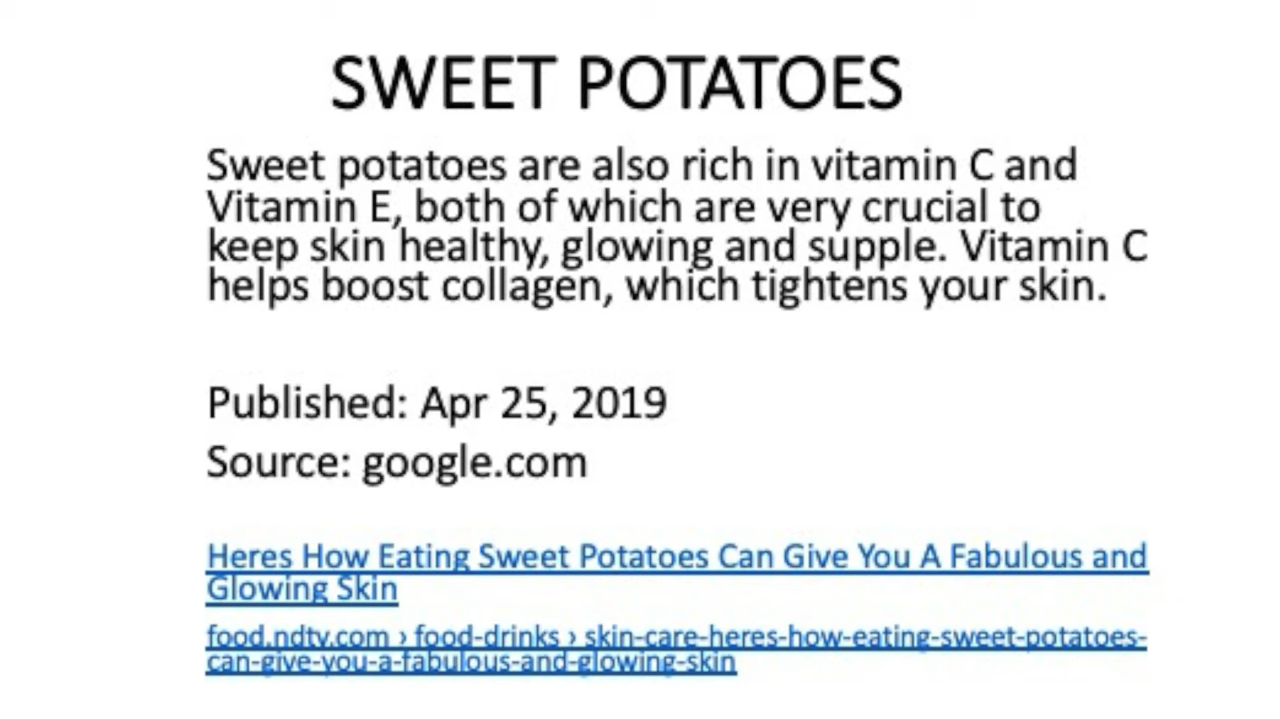 SWEET POTATOES
Sweet potatoes are also rich in vitamin C and
Vitamin E, both of which are very crucial to
keep skin healthy, glowing and supple. Vitamin C
helps boost collagen, which tightens your skin.
Published: Apr 25, 2019
Source: google.com
Heres How Eating Sweet Potatoes Can Give You A Fabulous and
Glowing Skin
food.ndtv.com › food-drinks › skin-care-heres-how-eating-sweet-potatoes-
can-give-you-a-fabulous-and-glowing-skin